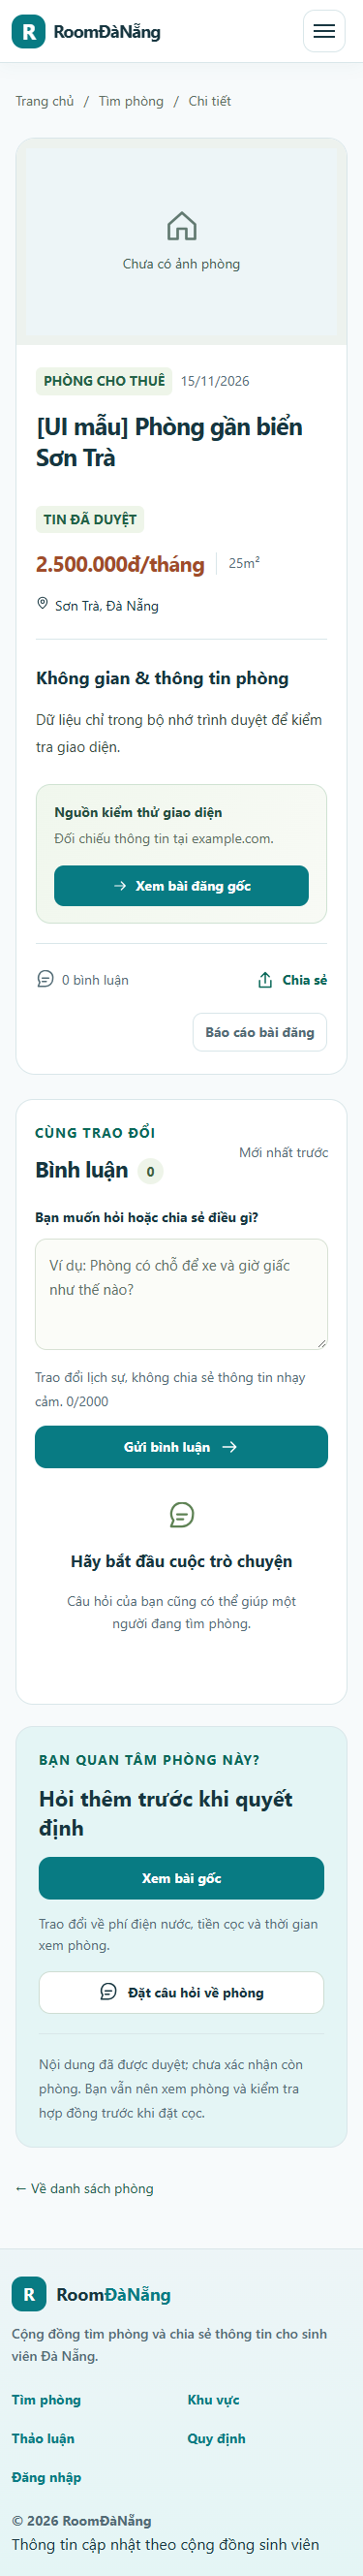 R RoomĐàNẵng
Trang chủ / Tìm phòng / Chi tiết
Chưa có ảnh phòng
PHÒNG CHO THUÊ 15/11/2026
[UI mẫu] Phòng gần biển
Sơn Trà
TIN ĐÃ DUYỆT
2.500.000đ/tháng 25m²
Sơn Trà, Đà Nẵng
Không gian & thông tin phòng
Dữ liệu chỉ trong bộ nhớ trình duyệt để kiểm
tra giao diện.
Nguồn kiểm thử giao diện
Đối chiếu thông tin tại example.com.
→ Xem bài đăng gốc
0 bình luận Chia sẻ
Báo cáo bài đăng
CÙNG TRAO ĐỔI
Mới nhất trước
Bình luận 0
Bạn muốn hỏi hoặc chia sẻ điều gì?
Ví dụ: Phòng có chỗ để xe và giờ giấc
như thế nào?
Trao đổi lịch sự, không chia sẻ thông tin nhạy
cảm. 0/2000
Gửi bình luận →
Hãy bắt đầu cuộc trò chuyện
Câu hỏi của bạn cũng có thể giúp một
người đang tìm phòng.
BẠN QUAN TÂM PHÒNG NÀY?
Hỏi thêm trước khi quyết
định
Xem bài gốc
Trao đổi về phí điện nước, tiền cọc và thời gian
xem phòng.
Đặt câu hỏi về phòng
Nội dung đã được duyệt; chưa xác nhận còn
phòng. Bạn vẫn nên xem phòng và kiểm tra
hợp đồng trước khi đặt cọc.
← Về danh sách phòng
R RoomĐàNẵng
Cộng đồng tìm phòng và chia sẻ thông tin cho sinh
viên Đà Nẵng.
Tìm phòng Khu vực
Thảo luận Quy định
Đăng nhập
© 2026 RoomĐàNẵng
Thông tin cập nhật theo cộng đồng sinh viên